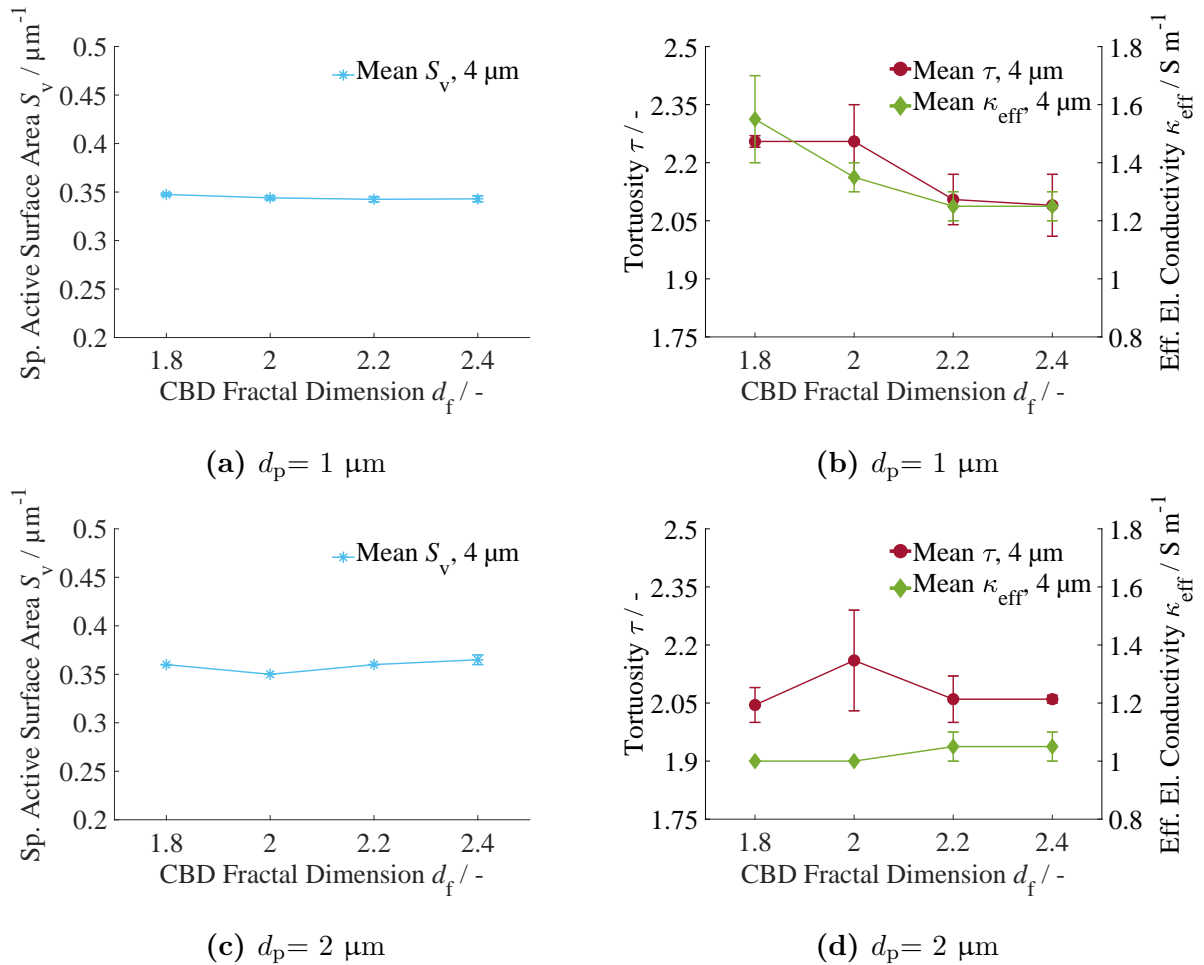 Sp. Active Surface Area S_v / μm^-1
0.5
0.45
0.4
0.35
0.3
0.25
0.2
Mean S_v, 4 μm
1.8 2 2.2 2.4
CBD Fractal Dimension d_f / -
(a) d_p= 1 μm
Tortuosity τ / -
2.5
2.35
2.2
2.05
1.9
1.75
Mean τ, 4 μm
Mean κ_eff, 4 μm
1.8
1.6
1.4
1.2
1
0.8
Eff. El. Conductivity κ_eff / S m^-1
1.8 2 2.2 2.4
CBD Fractal Dimension d_f / -
(b) d_p= 1 μm
Sp. Active Surface Area S_v / μm^-1
0.5
0.45
0.4
0.35
0.3
0.25
0.2
Mean S_v, 4 μm
1.8 2 2.2 2.4
CBD Fractal Dimension d_f / -
(c) d_p= 2 μm
Tortuosity τ / -
2.5
2.35
2.2
2.05
1.9
1.75
Mean τ, 4 μm
Mean κ_eff, 4 μm
1.8
1.6
1.4
1.2
1
0.8
Eff. El. Conductivity κ_eff / S m^-1
1.8 2 2.2 2.4
CBD Fractal Dimension d_f / -
(d) d_p= 2 μm